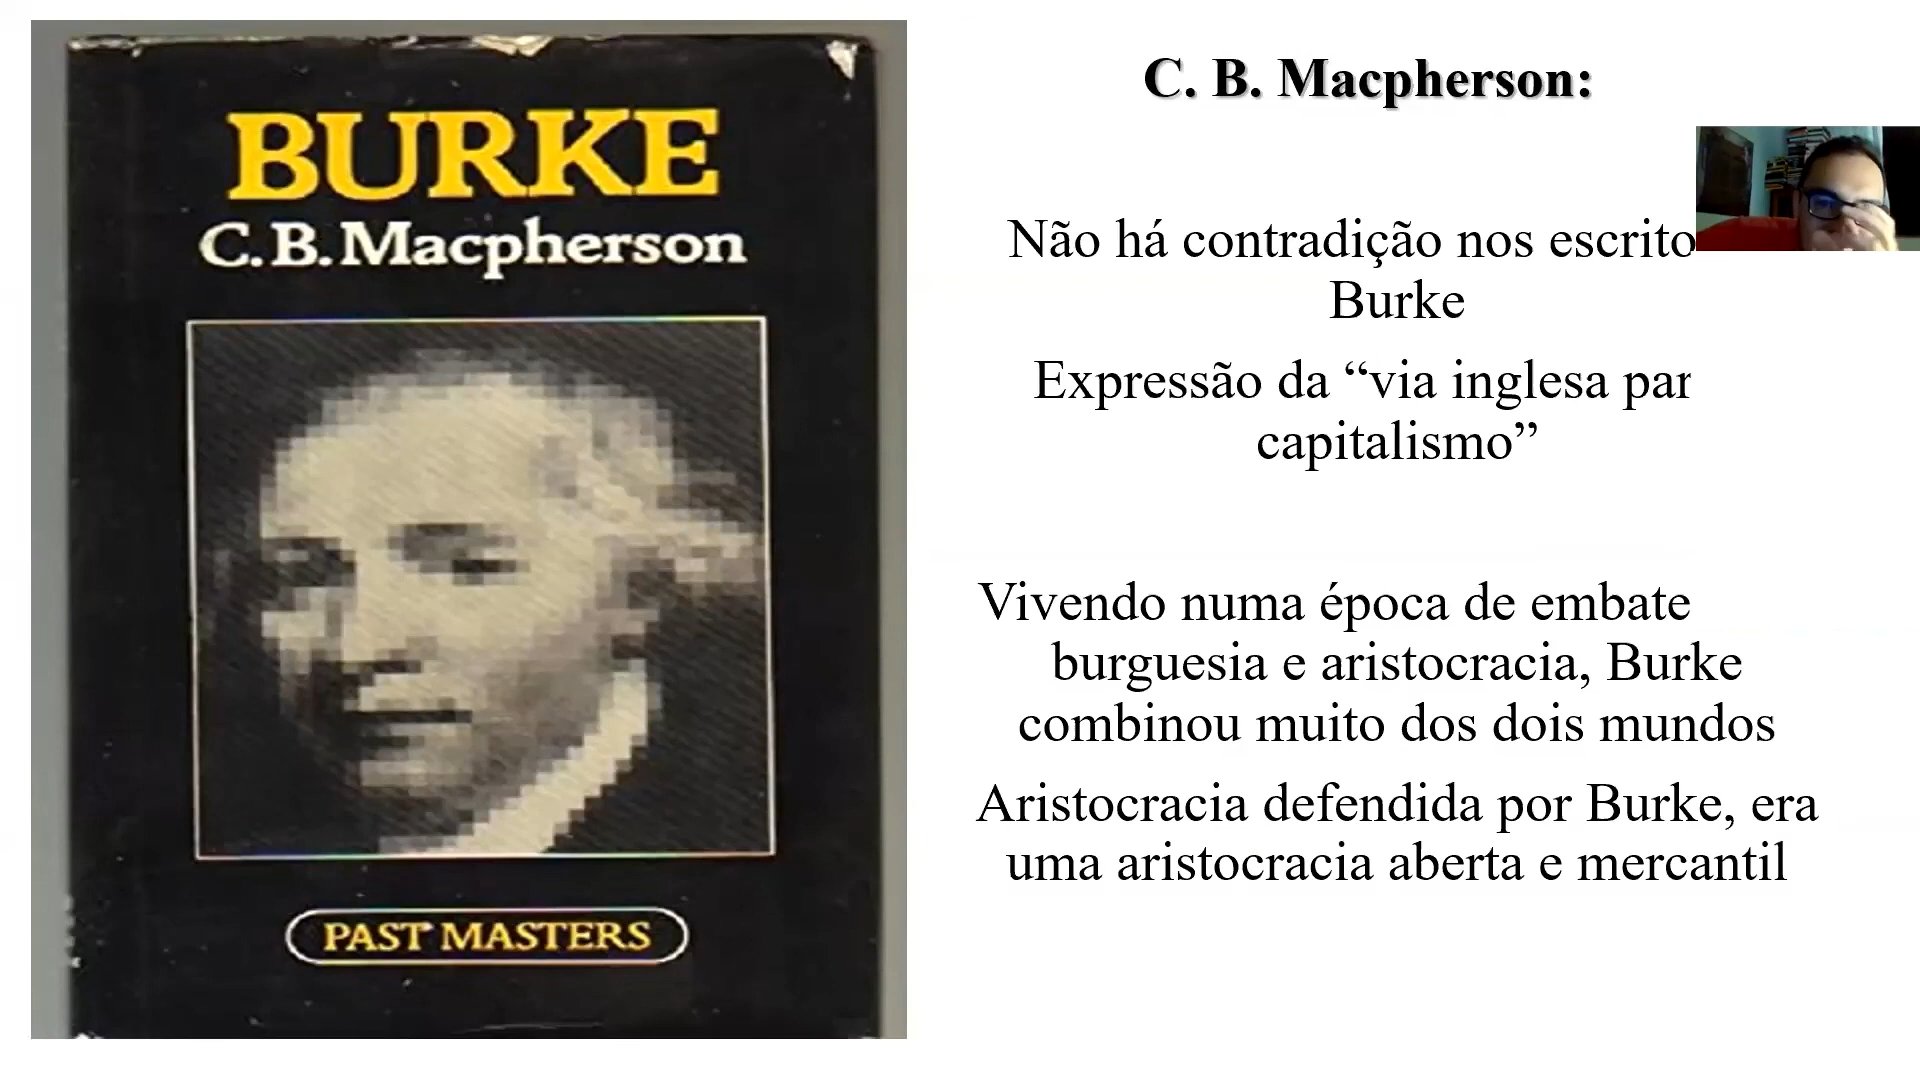 BURKE
C.B.Macpherson
PAST MASTERS
C. B. Macpherson:
Não há contradição nos escrito
Burke
Expressão da “via inglesa par
capitalismo”
Vivendo numa época de embate
burguesia e aristocracia, Burke
combinou muito dos dois mundos
Aristocracia defendida por Burke, era
uma aristocracia aberta e mercantil